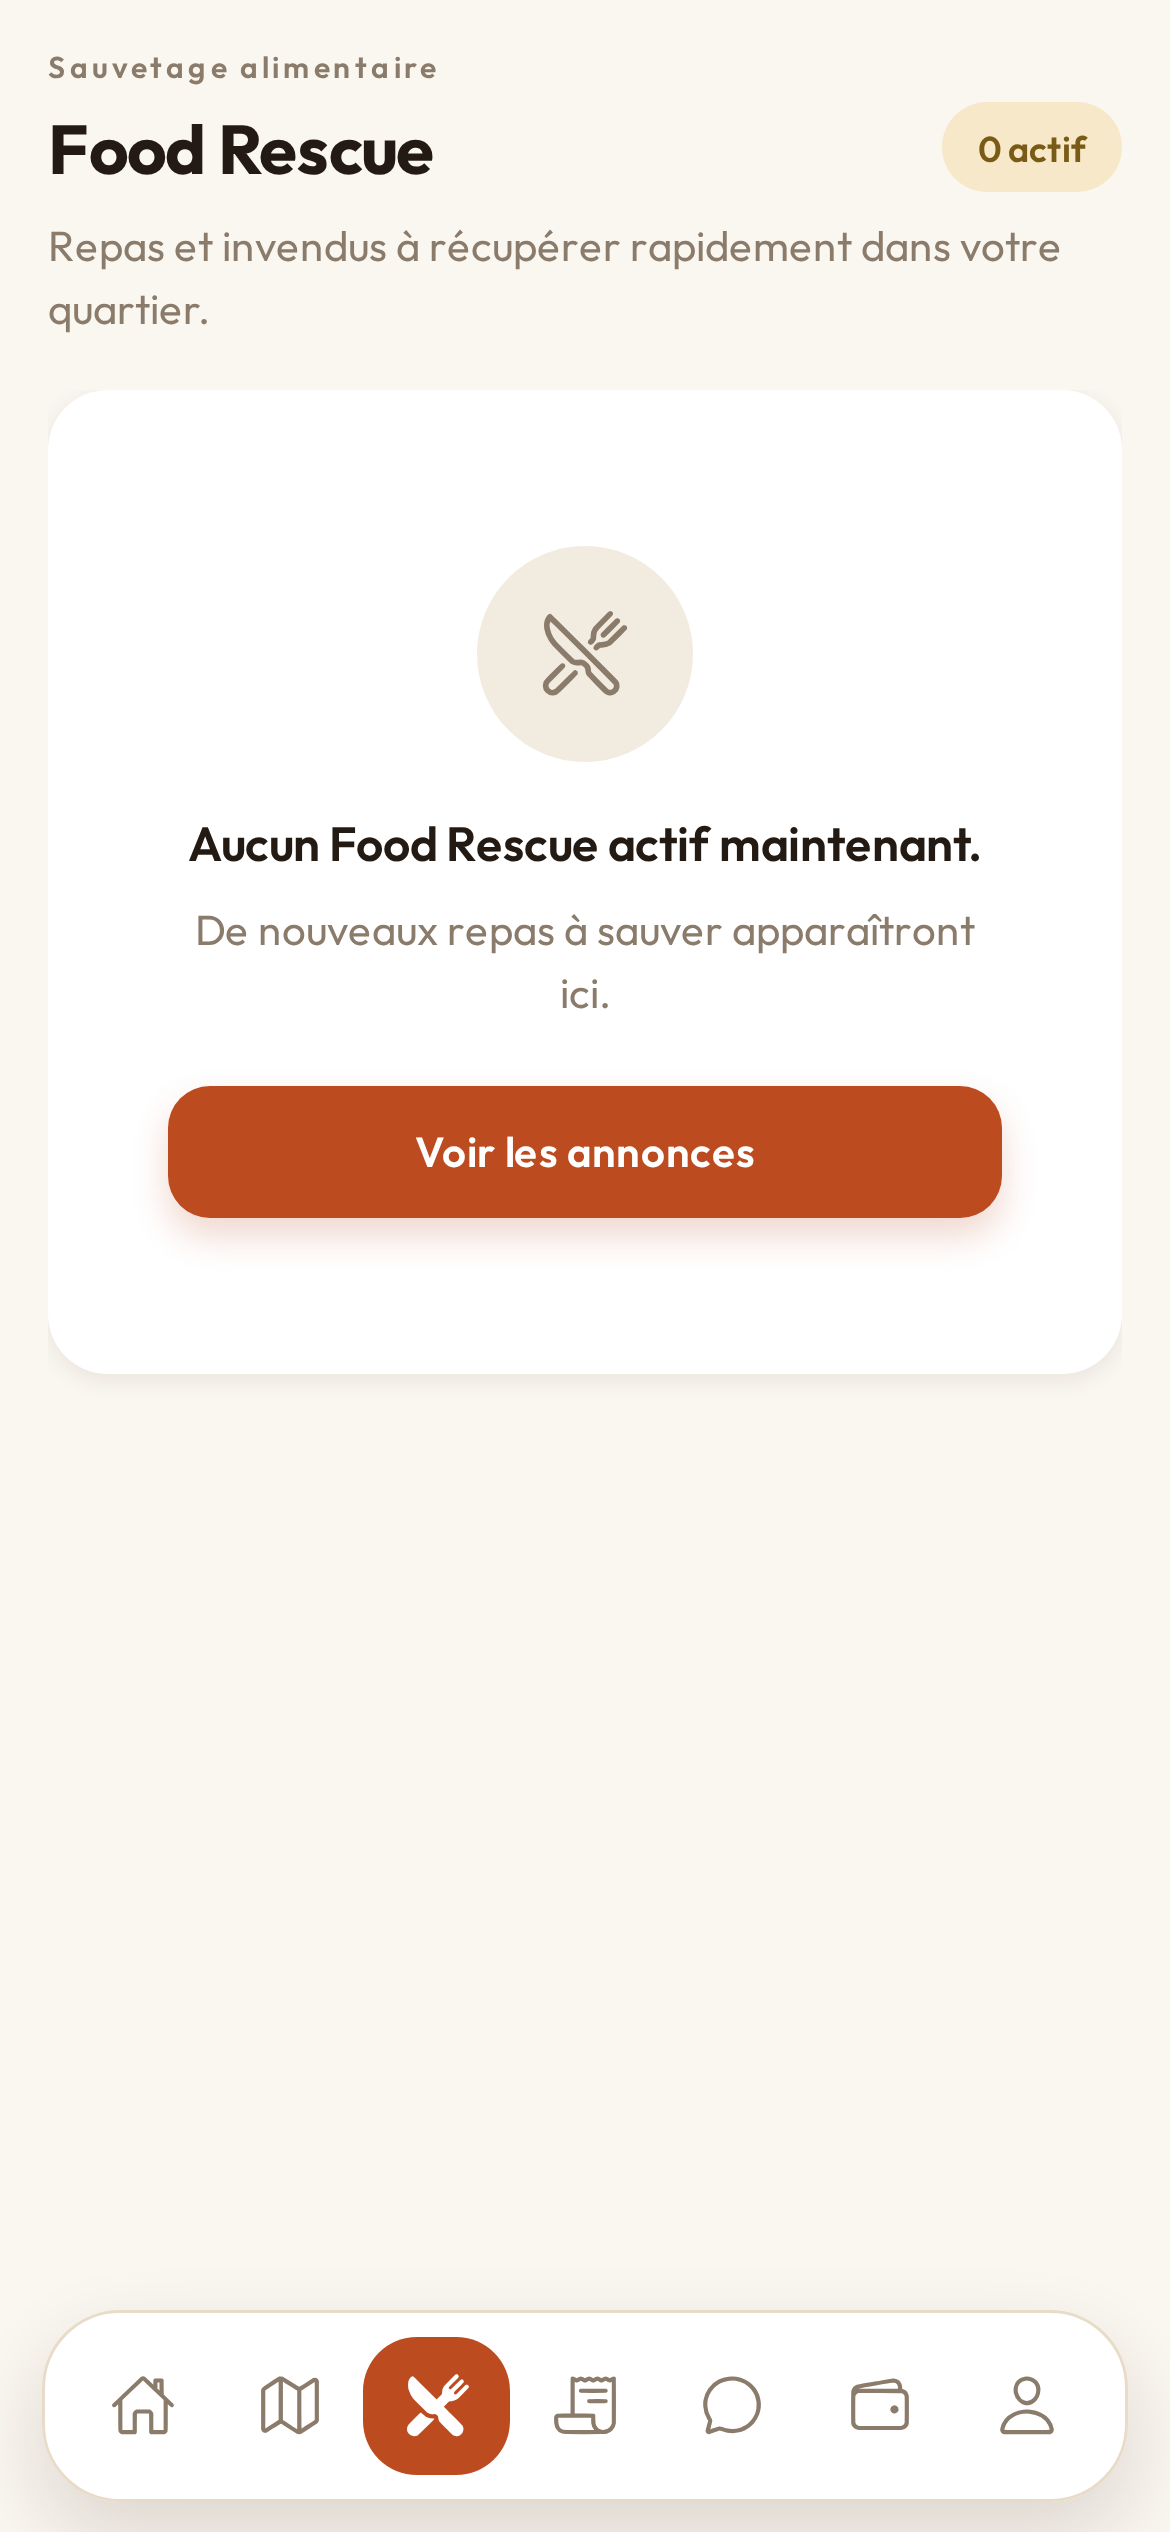 Sauvetage alimentaire
Food Rescue
0 actif
Repas et invendus à récupérer rapidement dans votre
quartier.
Aucun Food Rescue actif maintenant.
De nouveaux repas à sauver apparaîtront
ici.
Voir les annonces